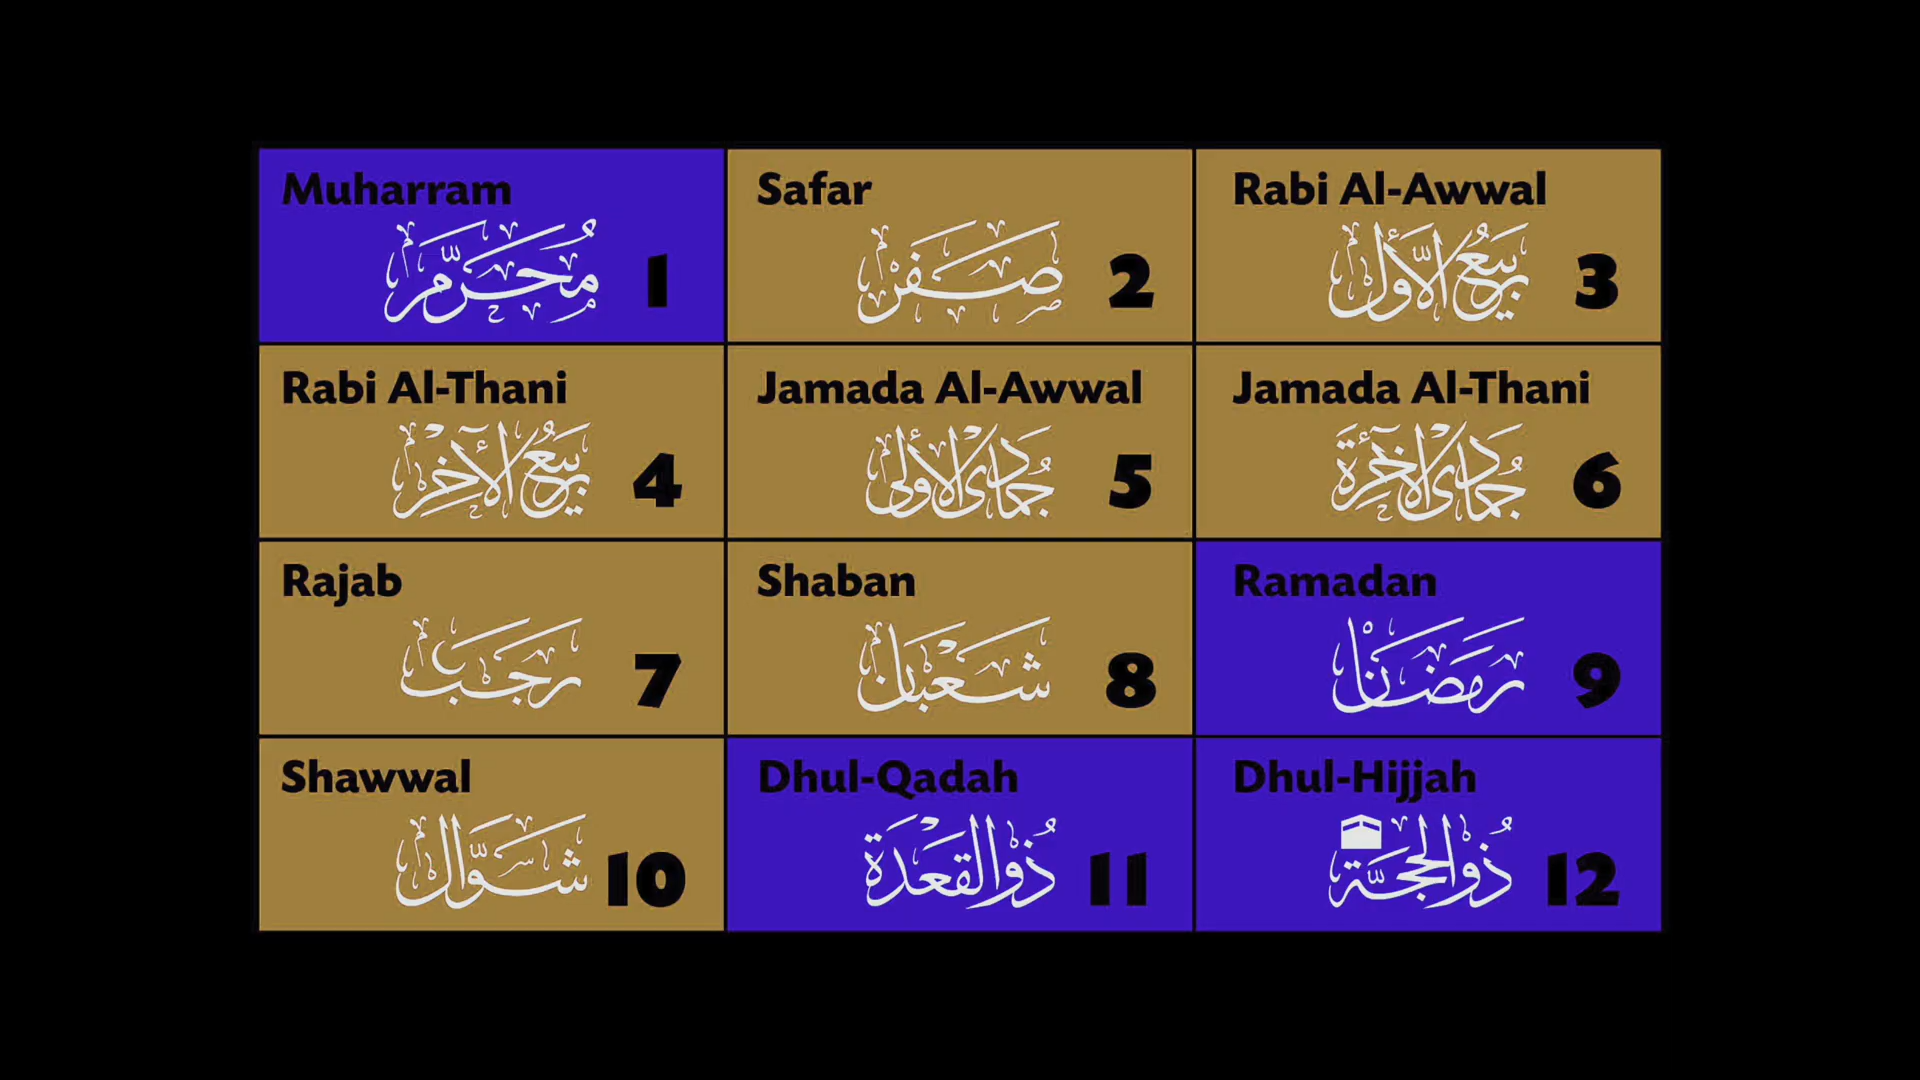 Muharram
مُحَرَّم
1
Safar
صَفَر
2
Rabi Al-Awwal
رَبِيعُ الأَوَّل
3
Rabi Al-Thani
رَبِيعُ الآخِر
4
Jamada Al-Awwal
جُمَادَى الأُولَى
5
Jamada Al-Thani
جُمَادَى الآخِرَة
6
Rajab
رَجَب
7
Shaban
شَعْبَان
8
Ramadan
رَمَضَان
9
Shawwal
شَوَّال
10
Dhul-Qadah
ذُو القَعْدَة
11
Dhul-Hijjah
ذُو الحِجَّة
12